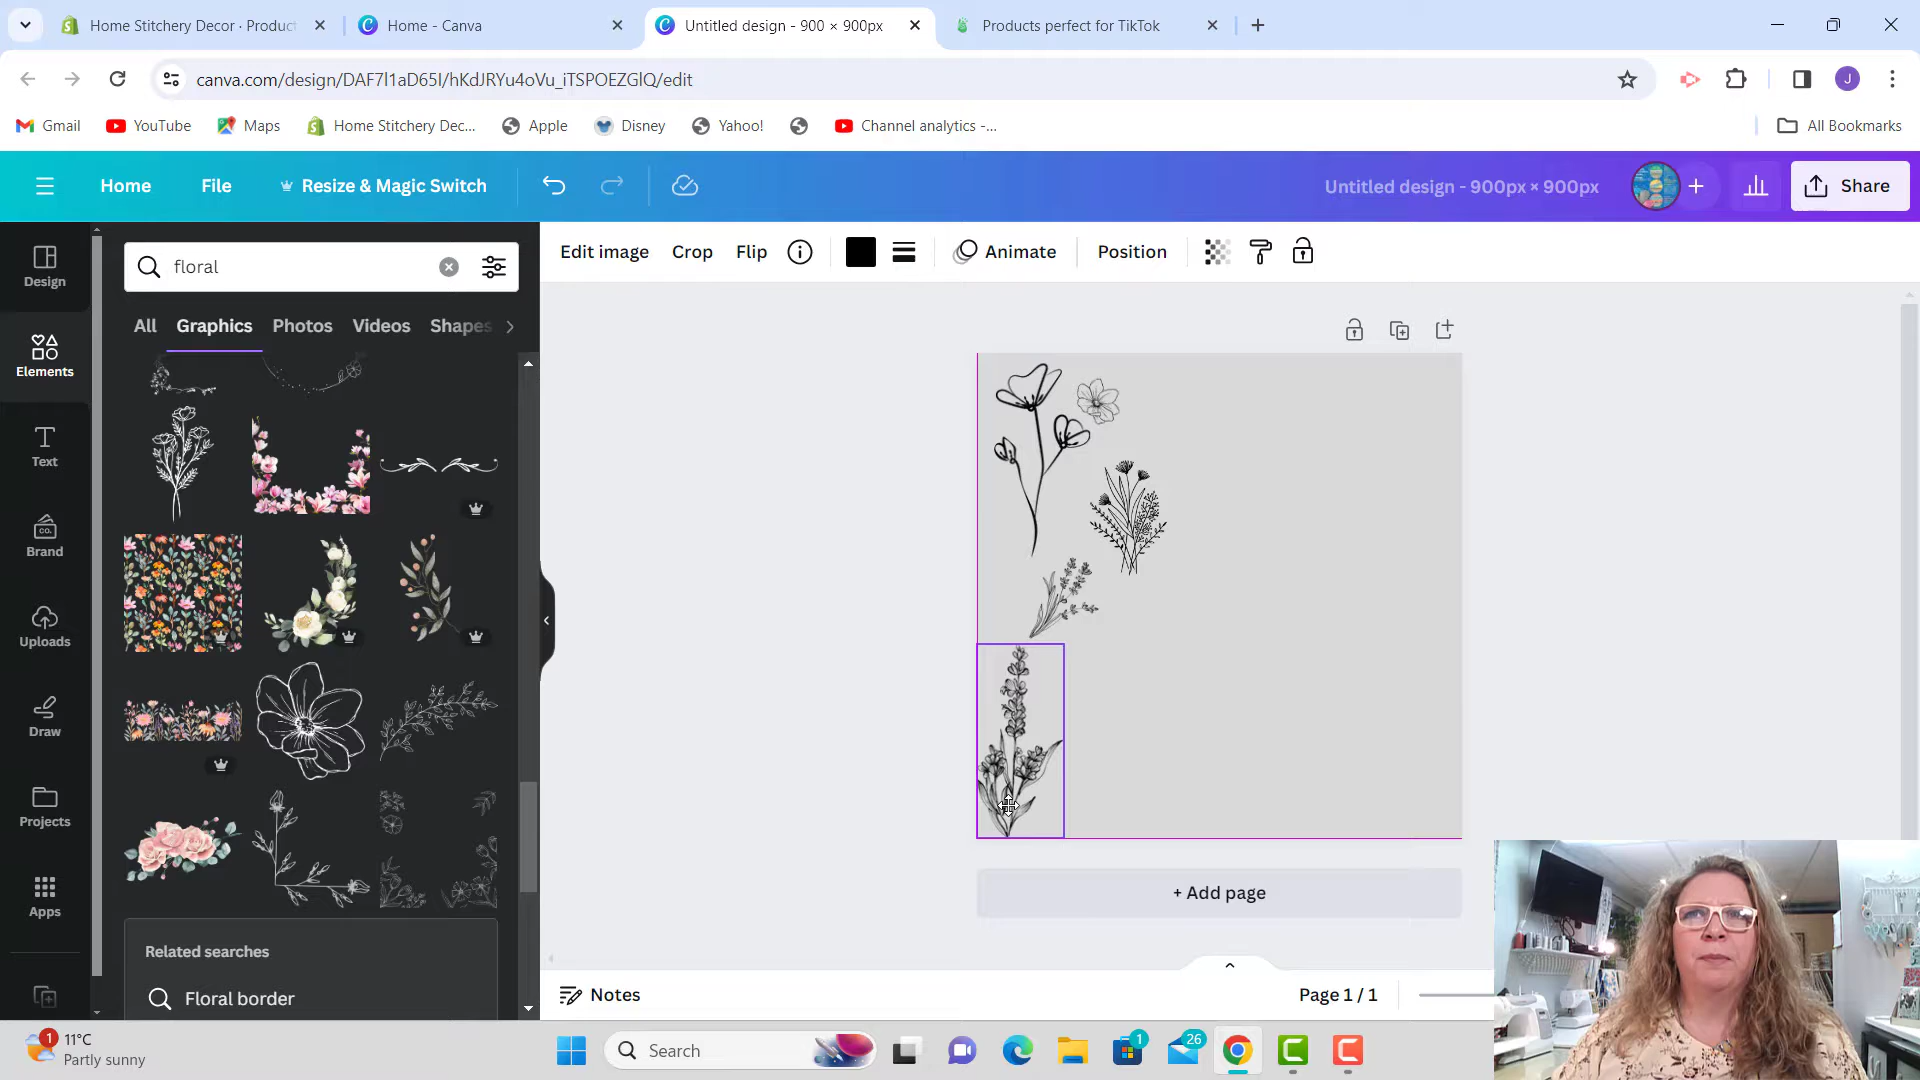 Home Stitchery Decor · Product
Home - Canva
Untitled design - 900 × 900px
Products perfect for TikTok
canva.com/design/DAF7l1aD65I/hKdJRYu4oVu_iTSPOEZGlQ/edit
J
Gmail
YouTube
Maps
Home Stitchery Dec...
Apple
Disney
Yahoo!
Channel analytics -...
All Bookmarks
Home
File
Resize & Magic Switch
Untitled design - 900px × 900px
Share
Design
Elements
Text
Brand
Uploads
Draw
Projects
Apps
CO.
floral
All
Graphics
Photos
Videos
Shapes
Related searches
Floral border
Edit image
Crop
Flip
Animate
Position
+ Add page
Notes
Page 1 / 1
1
11°C
Partly sunny
Search
1
26